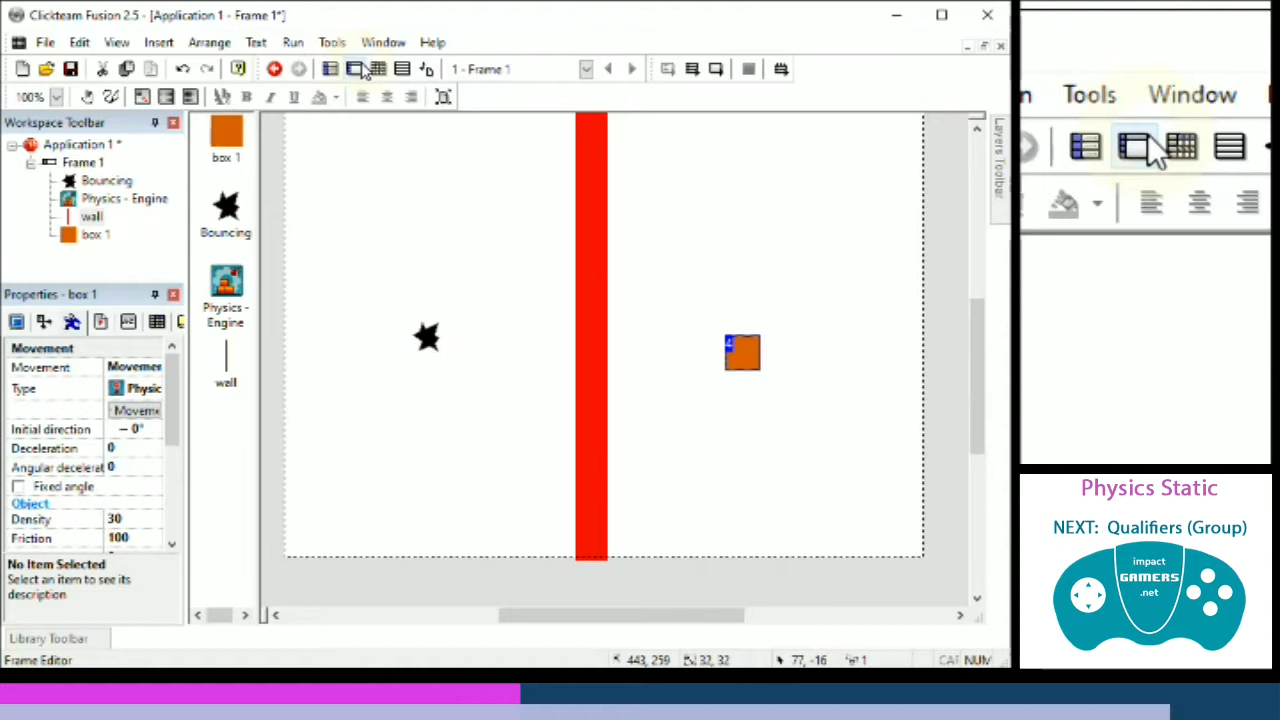 Clickteam Fusion 2.5 - [Application 1 - Frame 1*]
File Edit View Insert Arrange Text Run Tools Window Help
1 - Frame 1
100%
B I U
Workspace Toolbar
Application 1 *
Frame 1
Bouncing
Physics - Engine
wall
box 1
Properties - box 1
Movement
Movement
Type
Physic
Moveme
Initial direction
0°
Deceleration 0
Angular decelerat 0
Fixed angle
Object
Density 30
Friction 100
No Item Selected
Select an item to see its
description
Library Toolbar
Frame Editor
box 1
Bouncing
Physics -
Engine
wall
Layers Toolbar
443, 259
32, 32
77, -16
1
CAP NUM
Tools Window
Physics Static
NEXT: Qualifiers (Group)
impact
GAMERS
.net